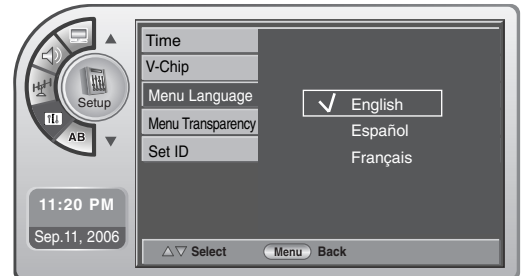 Setup
AB
11:20 PM
Sep.11, 2006
Time
V-Chip
Menu Language
Menu Transparency
Set ID
English
Español
Français
Select
Menu Back